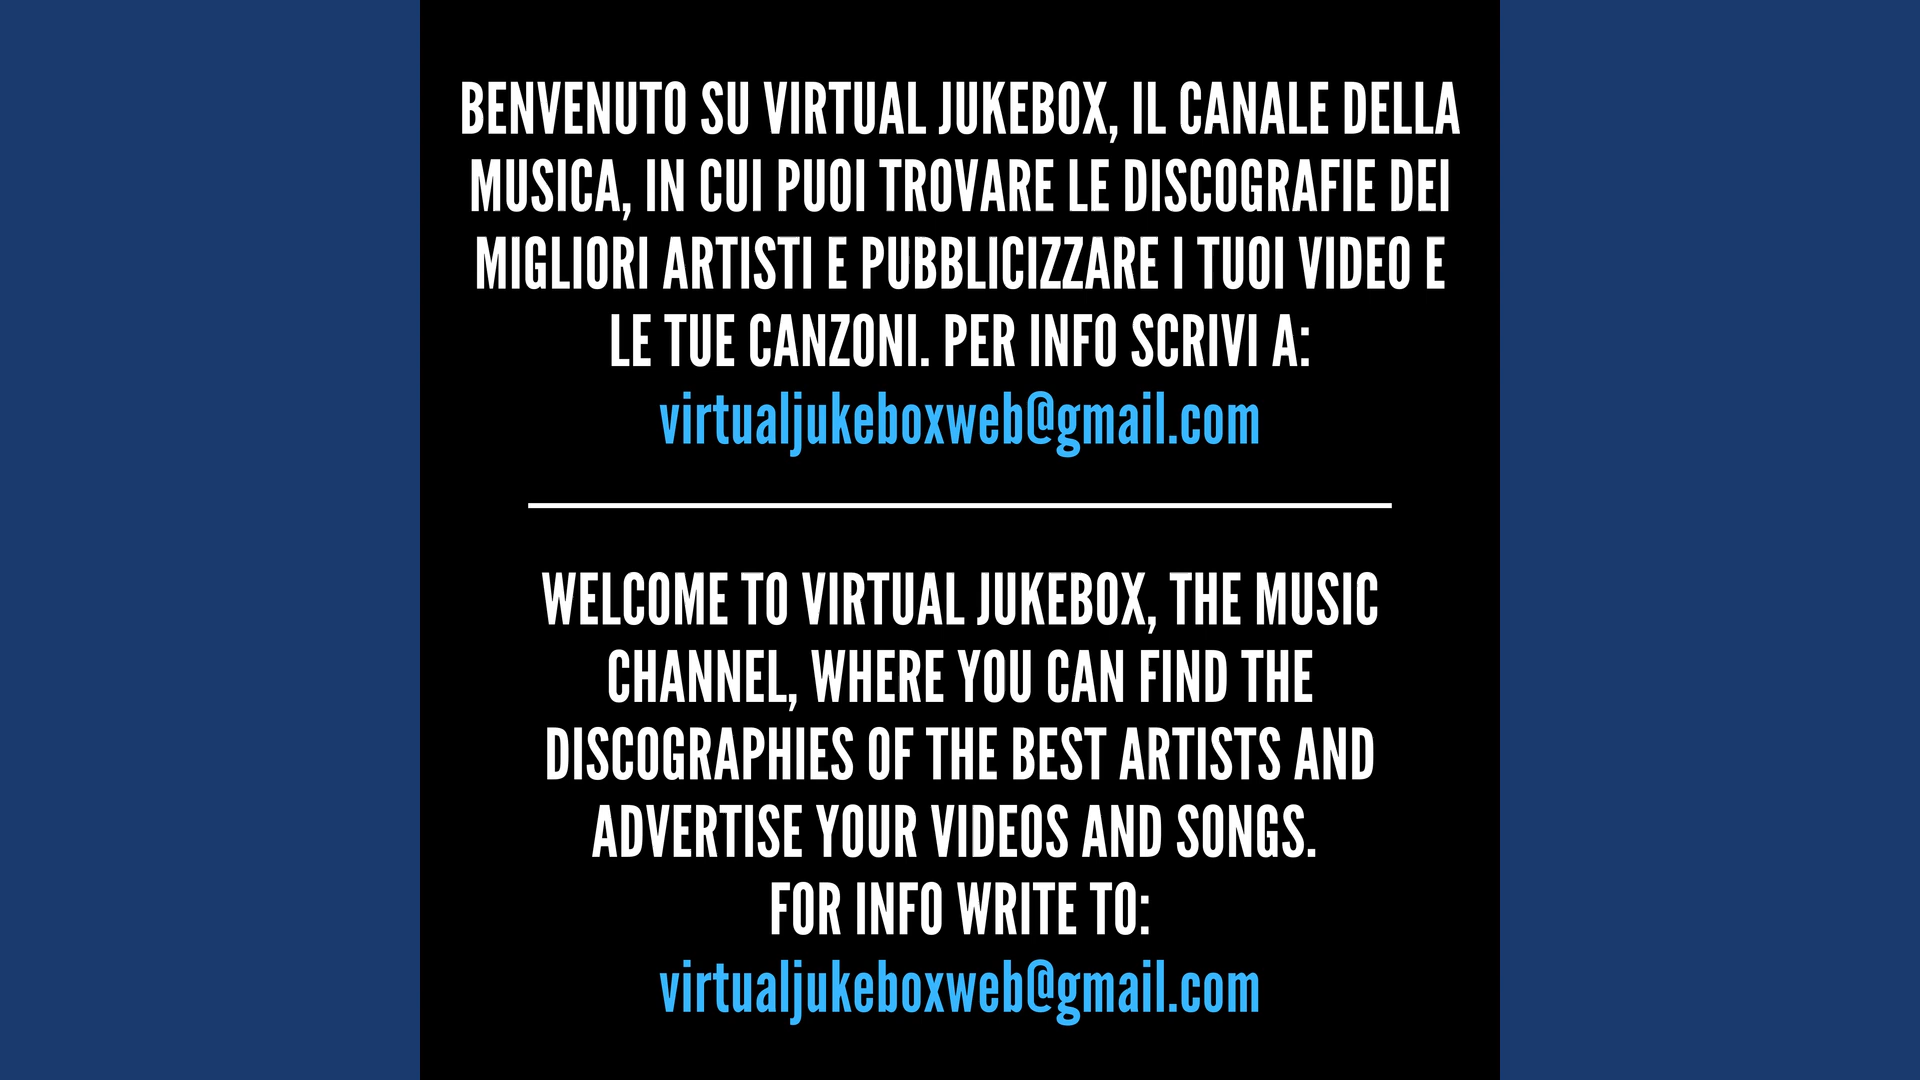 BENVENUTO SU VIRTUAL JUKEBOX, IL CANALE DELLA
MUSICA, IN CUI PUOI TROVARE LE DISCOGRAFIE DEI
MIGLIORI ARTISTI E PUBBLICIZZARE I TUOI VIDEO E
LE TUE CANZONI. PER INFO SCRIVI A:
virtualjukeboxweb@gmail.com
WELCOME TO VIRTUAL JUKEBOX, THE MUSIC
CHANNEL, WHERE YOU CAN FIND THE
DISCOGRAPHIES OF THE BEST ARTISTS AND
ADVERTISE YOUR VIDEOS AND SONGS.
FOR INFO WRITE TO:
virtualjukeboxweb@gmail.com